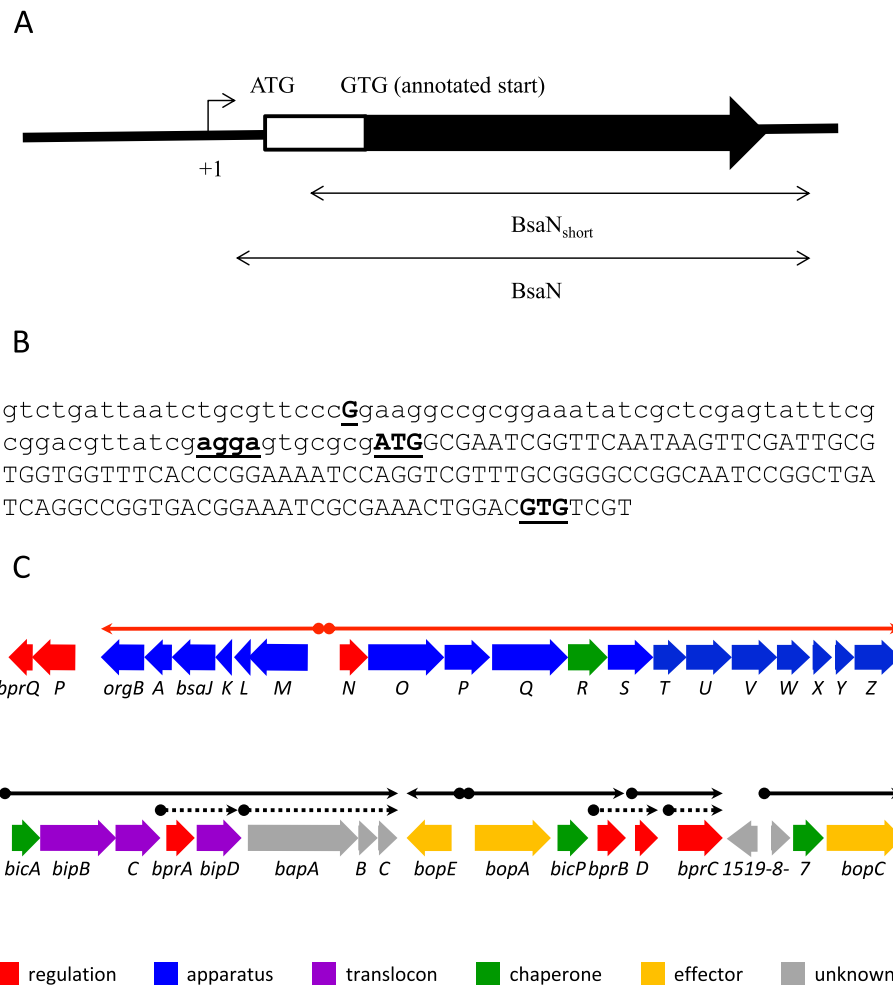 A
ATG GTG (annotated start)
+1
BsaNshort
BsaN
B
gtctgattaatctgcgttcccGgaaggccgcggaaatatcgctcgagtatttcg
cggacgttatcgaggagtgcgcgATGGCGAATCGGTTCAATAAGTTCGATTGCG
TGGTGGTTTCACCCGGAAAATCCAGGTCGTTTGCGGGGCCGGCAATCCGGCTGA
TCAGGCCGGTGACGGAAATCGCGAAACTGGACGTGTCGT
C
bprQ P orgB A bsaJ K L M N O P Q R S T U V W X Y Z
bicA bipB C bprA bipD bapA B C bopE bopA bicP bprB D bprC 1519-8- 7 bopC
regulation apparatus translocon chaperone effector unknown